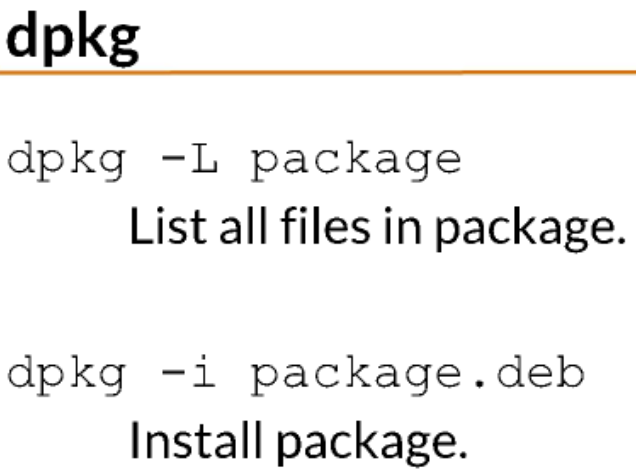 dpkg
dpkg -L package
List all files in package.
dpkg -i package.deb
Install package.